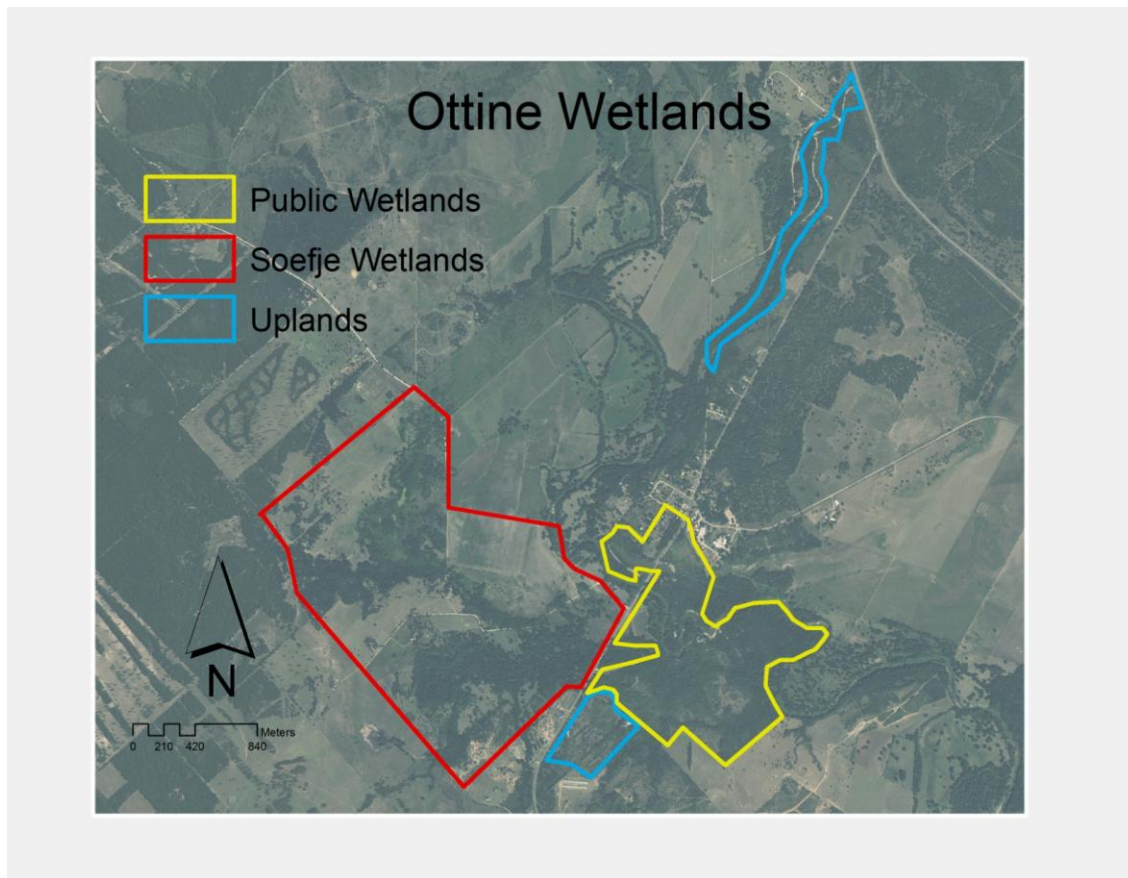 Ottine Wetlands
Public Wetlands
Soefje Wetlands
Uplands
N
Meters
0 210 420 840